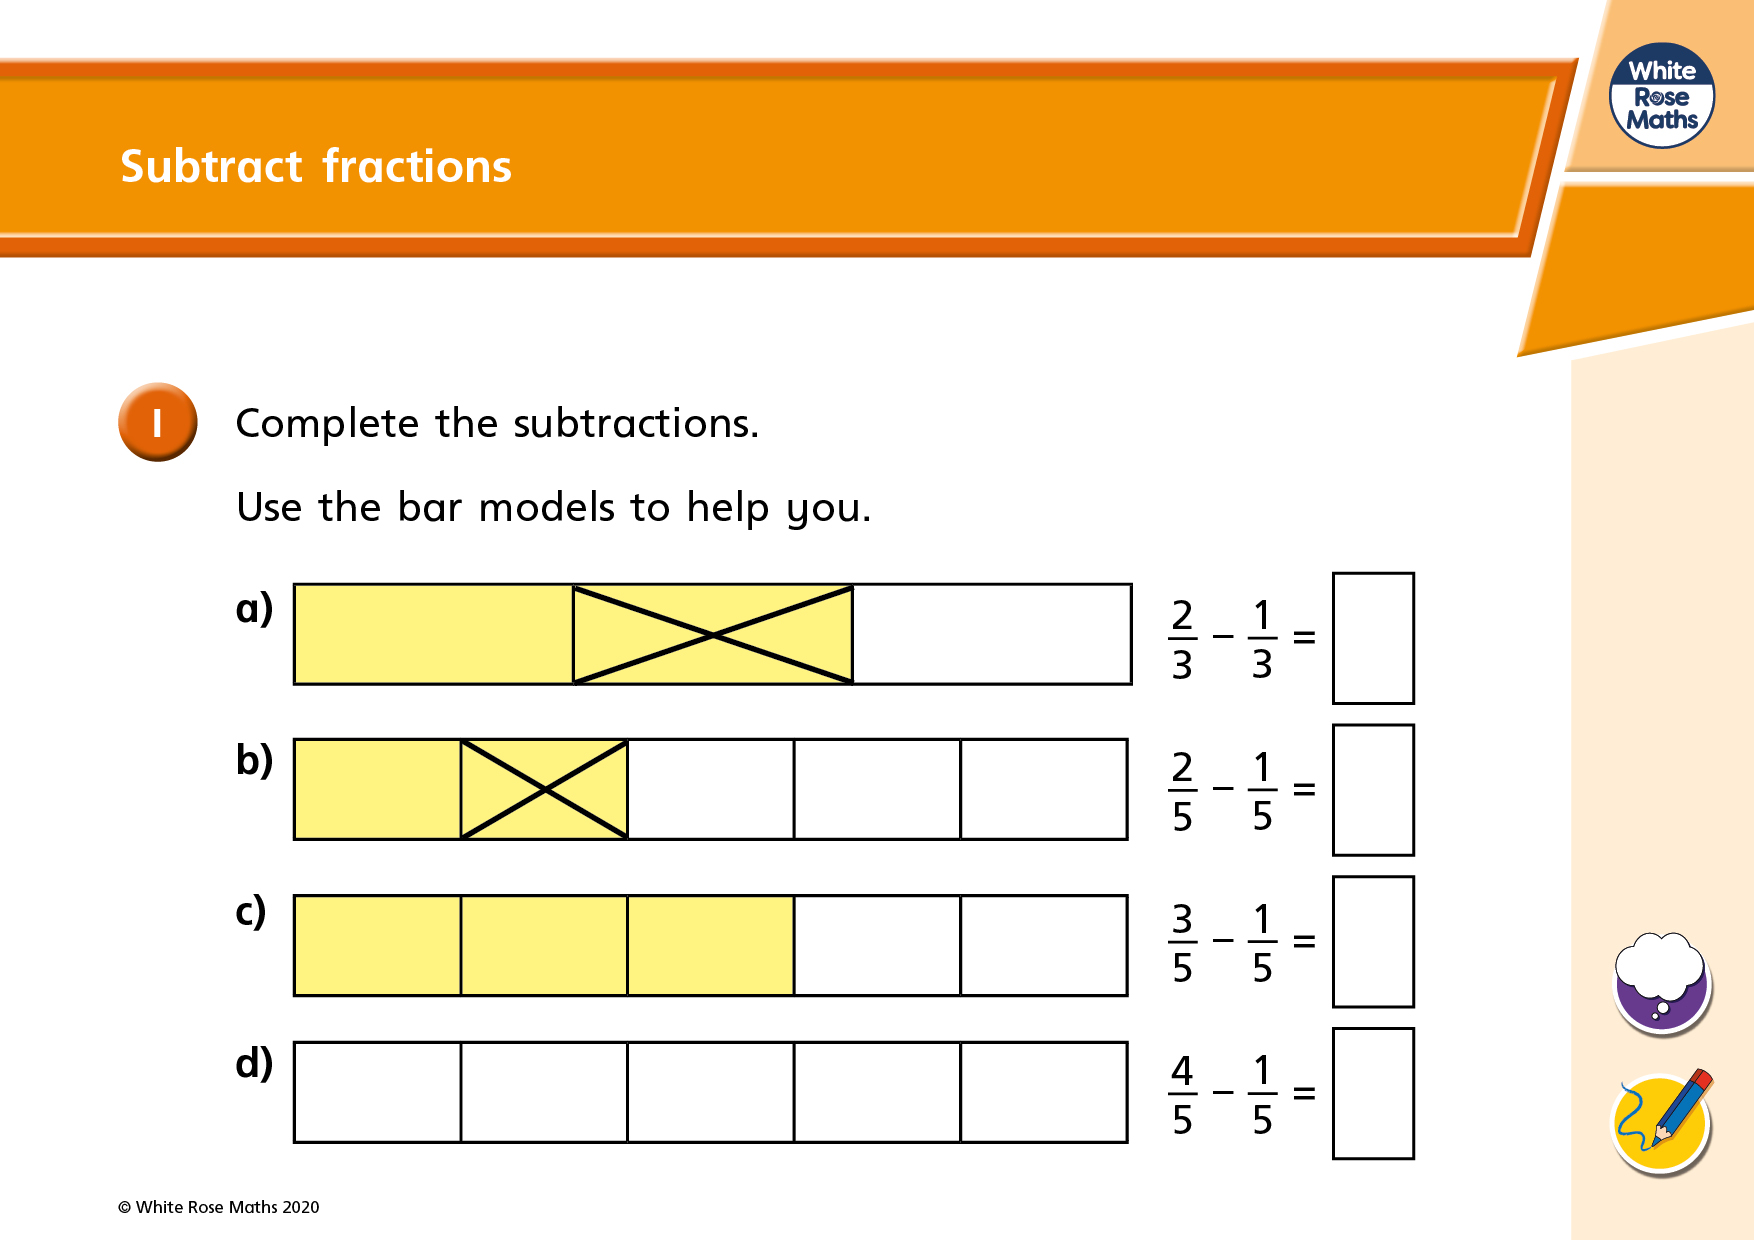 White
Rose
Maths
Subtract fractions
1 Complete the subtractions.
Use the bar models to help you.
a) 2/3 − 1/3 =
b) 2/5 − 1/5 =
c) 3/5 − 1/5 =
d) 4/5 − 1/5 =
© White Rose Maths 2020